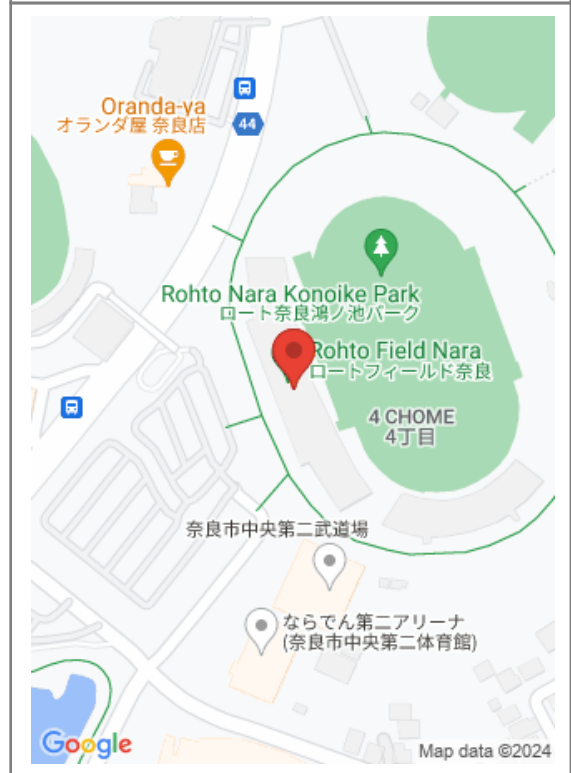 Oranda-ya
オランダ屋 奈良店
44
Rohto Nara Konoike Park
ロート奈良鴻ノ池パーク
Rohto Field Nara
ロートフィールド奈良
4 CHOME
4丁目
奈良市中央第二武道場
ならでん第二アリーナ
(奈良市中央第二体育館)
Google
Map data ©2024